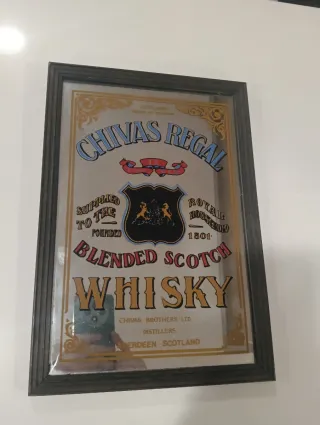 CHIVAS REGAL
SUPPLIED
TO THE
FOUNDED
ROYAL
HOUSEHOLD
1801
BLENDED SCOTCH
WHISKY
CHIVAS BROTHERS LTD
DISTILLERS
ABERDEEN SCOTLAND